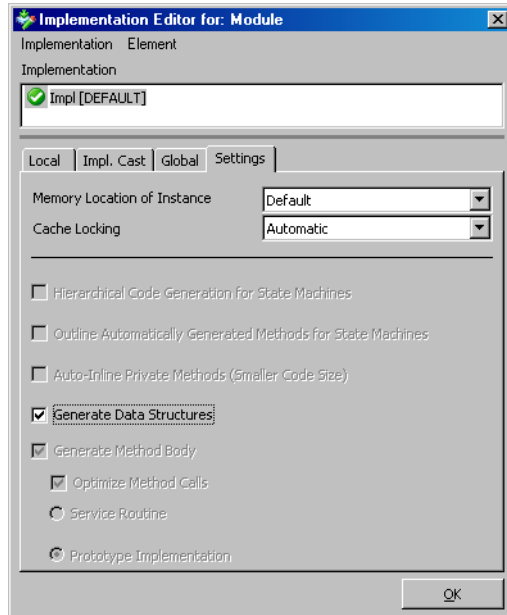 Implementation Editor for: Module
Implementation Element
Implementation
Impl [DEFAULT]
Local Impl. Cast Global Settings
Memory Location of Instance Default
Cache Locking Automatic
Hierarchical Code Generation for State Machines
Outline Automatically Generated Methods for State Machines
Auto-Inline Private Methods (Smaller Code Size)
Generate Data Structures
Generate Method Body
Optimize Method Calls
Service Routine
Prototype Implementation
OK